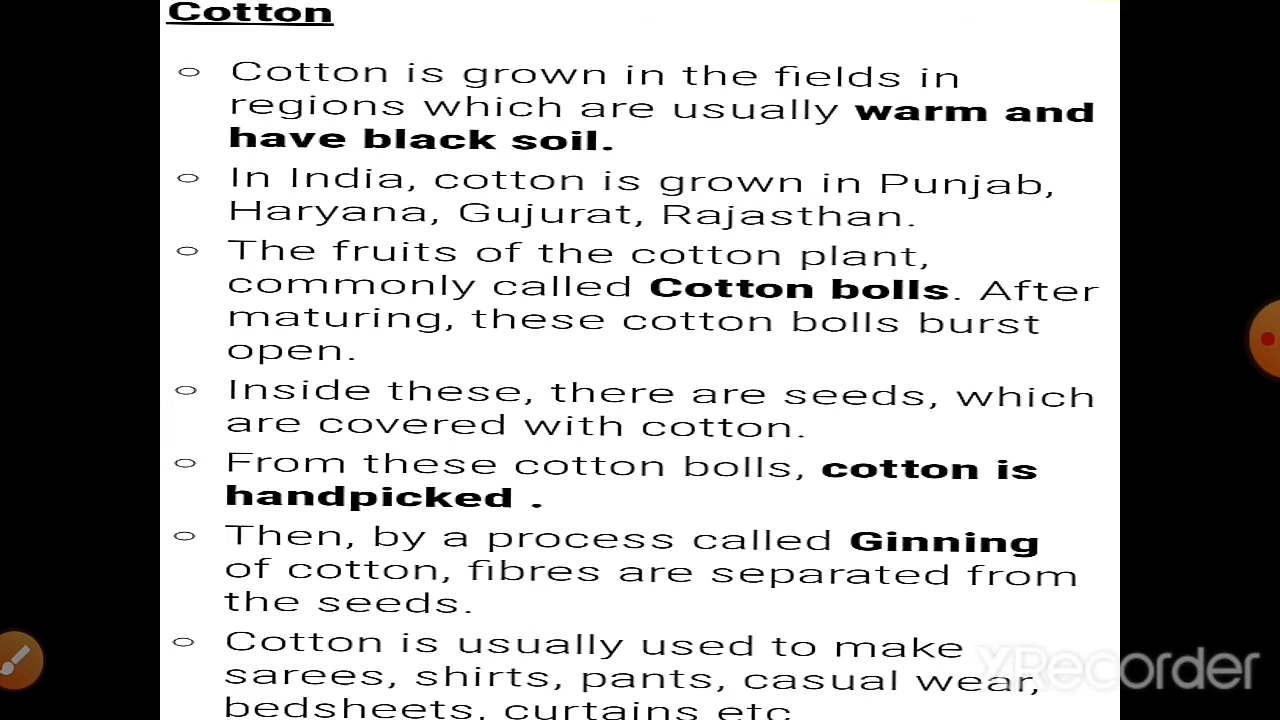 Cotton
Cotton is grown in the fields in
regions which are usually warm and
have black soil.
In India, cotton is grown in Punjab,
Haryana, Gujurat, Rajasthan.
The fruits of the cotton plant,
commonly called Cotton bolls. After
maturing, these cotton bolls burst
open.
Inside these, there are seeds, which
are covered with cotton.
From these cotton bolls, cotton is
handpicked .
Then, by a process called Ginning
of cotton, fibres are separated from
the seeds.
Cotton is usually used to make
sarees, shirts, pants, casual wear,
bedsheets, curtains etc
XRecorder